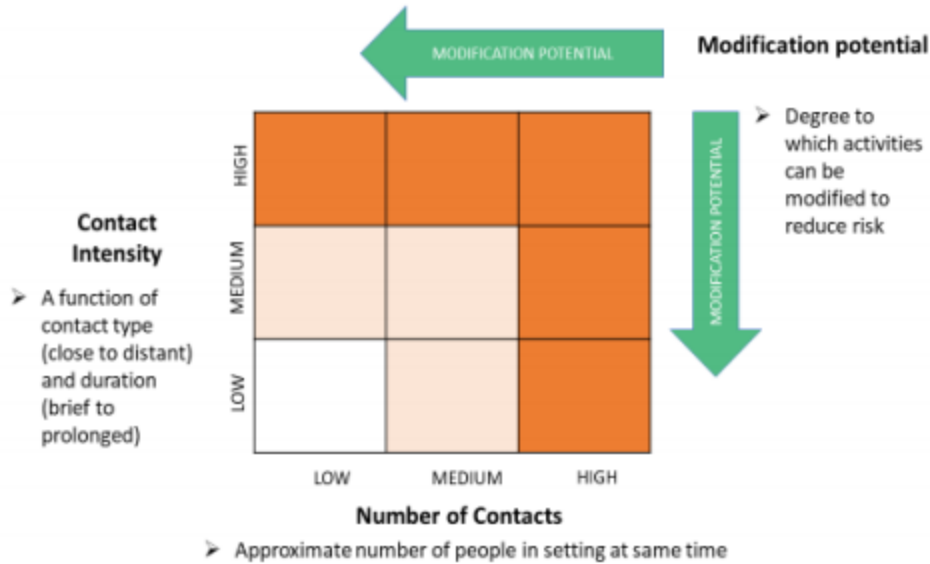 MODIFICATION POTENTIAL
Modification potential
➢ Degree to
which activities
can be
modified to
reduce risk
MODIFICATION POTENTIAL
Contact
Intensity
➢ A function of
contact type
(close to distant)
and duration
(brief to
prolonged)
HIGH
MEDIUM
LOW
LOW
MEDIUM
HIGH
Number of Contacts
➢ Approximate number of people in setting at same time